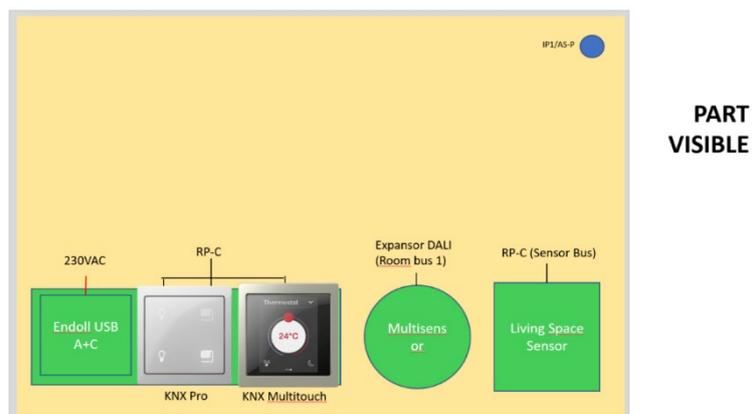 IP1/AS-P
PART
VISIBLE
Expansor DALI
(Room bus 1)
230VAC
RP-C
RP-C (Sensor Bus)
Endoll USB
A+C
Thermostat
24°C
Multisens
or
Living Space
Sensor
KNX Pro
KNX Multitouch